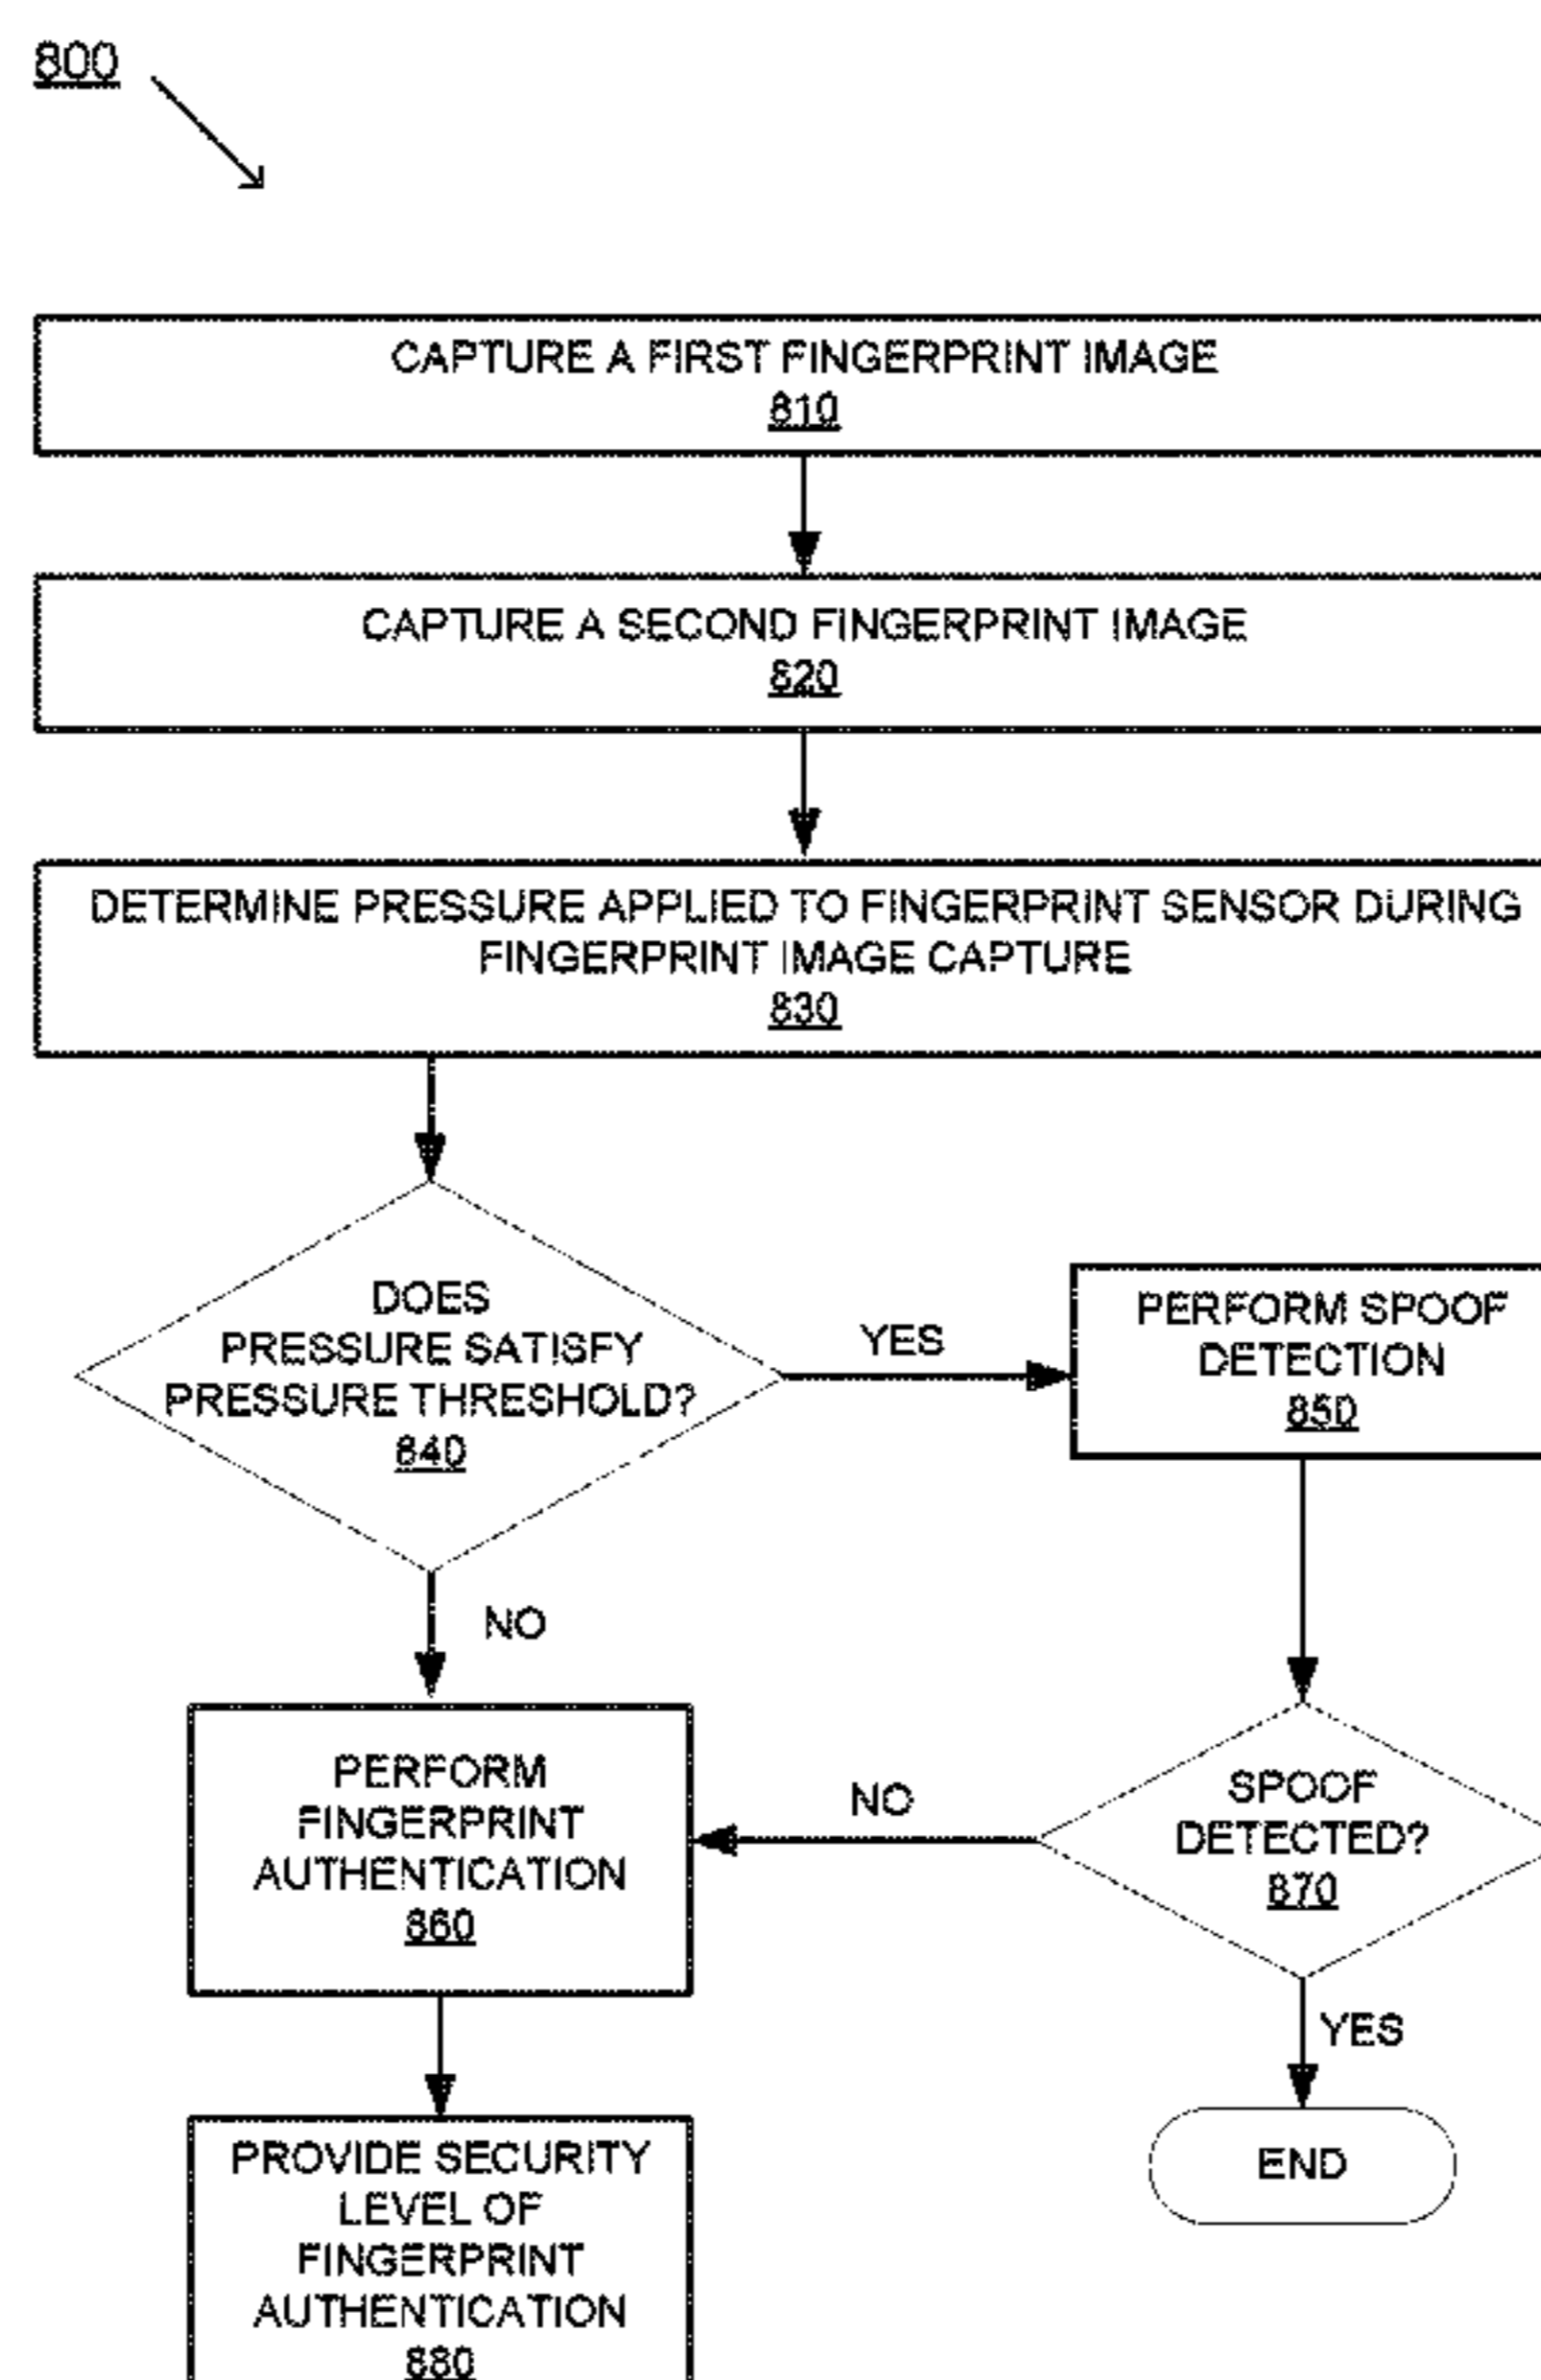 800
CAPTURE A FIRST FINGERPRINT IMAGE
810
CAPTURE A SECOND FINGERPRINT IMAGE
820
DETERMINE PRESSURE APPLIED TO FINGERPRINT SENSOR DURING
FINGERPRINT IMAGE CAPTURE
830
DOES
PRESSURE SATISFY
PRESSURE THRESHOLD?
840
YES
PERFORM SPOOF
DETECTION
850
NO
PERFORM
FINGERPRINT
AUTHENTICATION
860
NO
SPOOF
DETECTED?
870
YES
END
PROVIDE SECURITY
LEVEL OF
FINGERPRINT
AUTHENTICATION
880